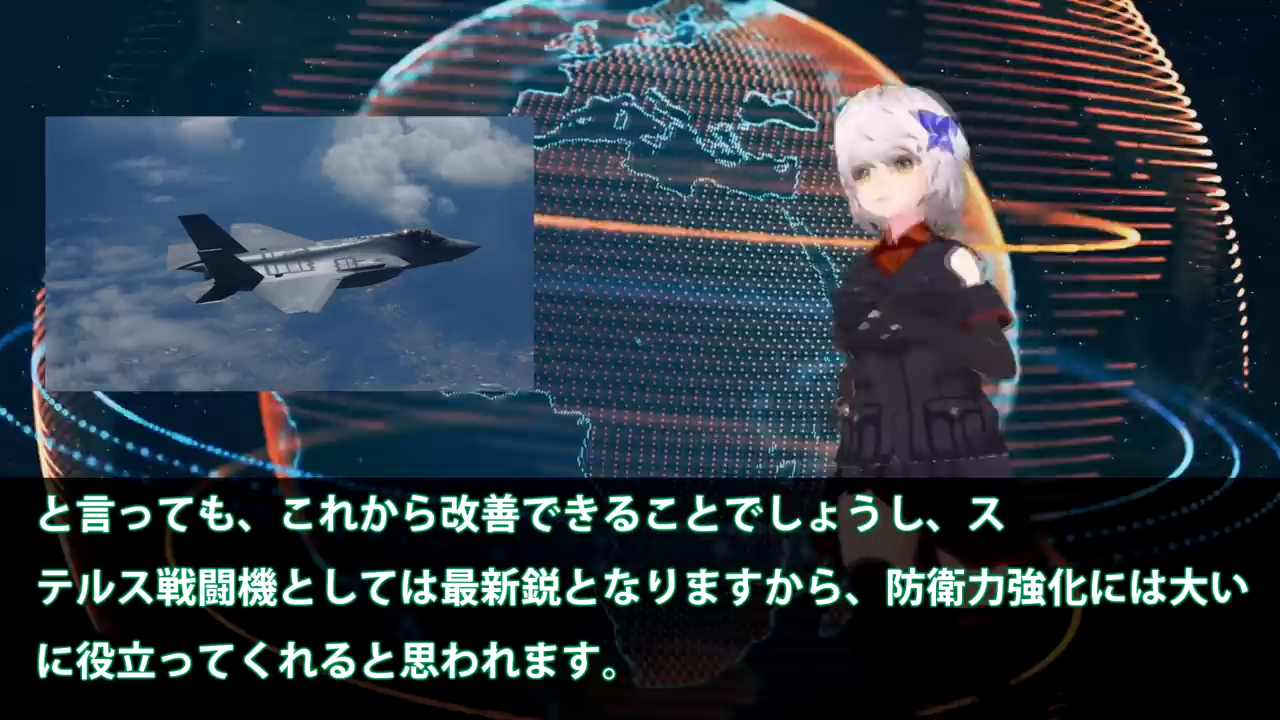 と言っても、これから改善できることでしょうし、ス
テルス戦闘機としては最新鋭となりますから、防衛力強化には大い
に役立ってくれると思われます。